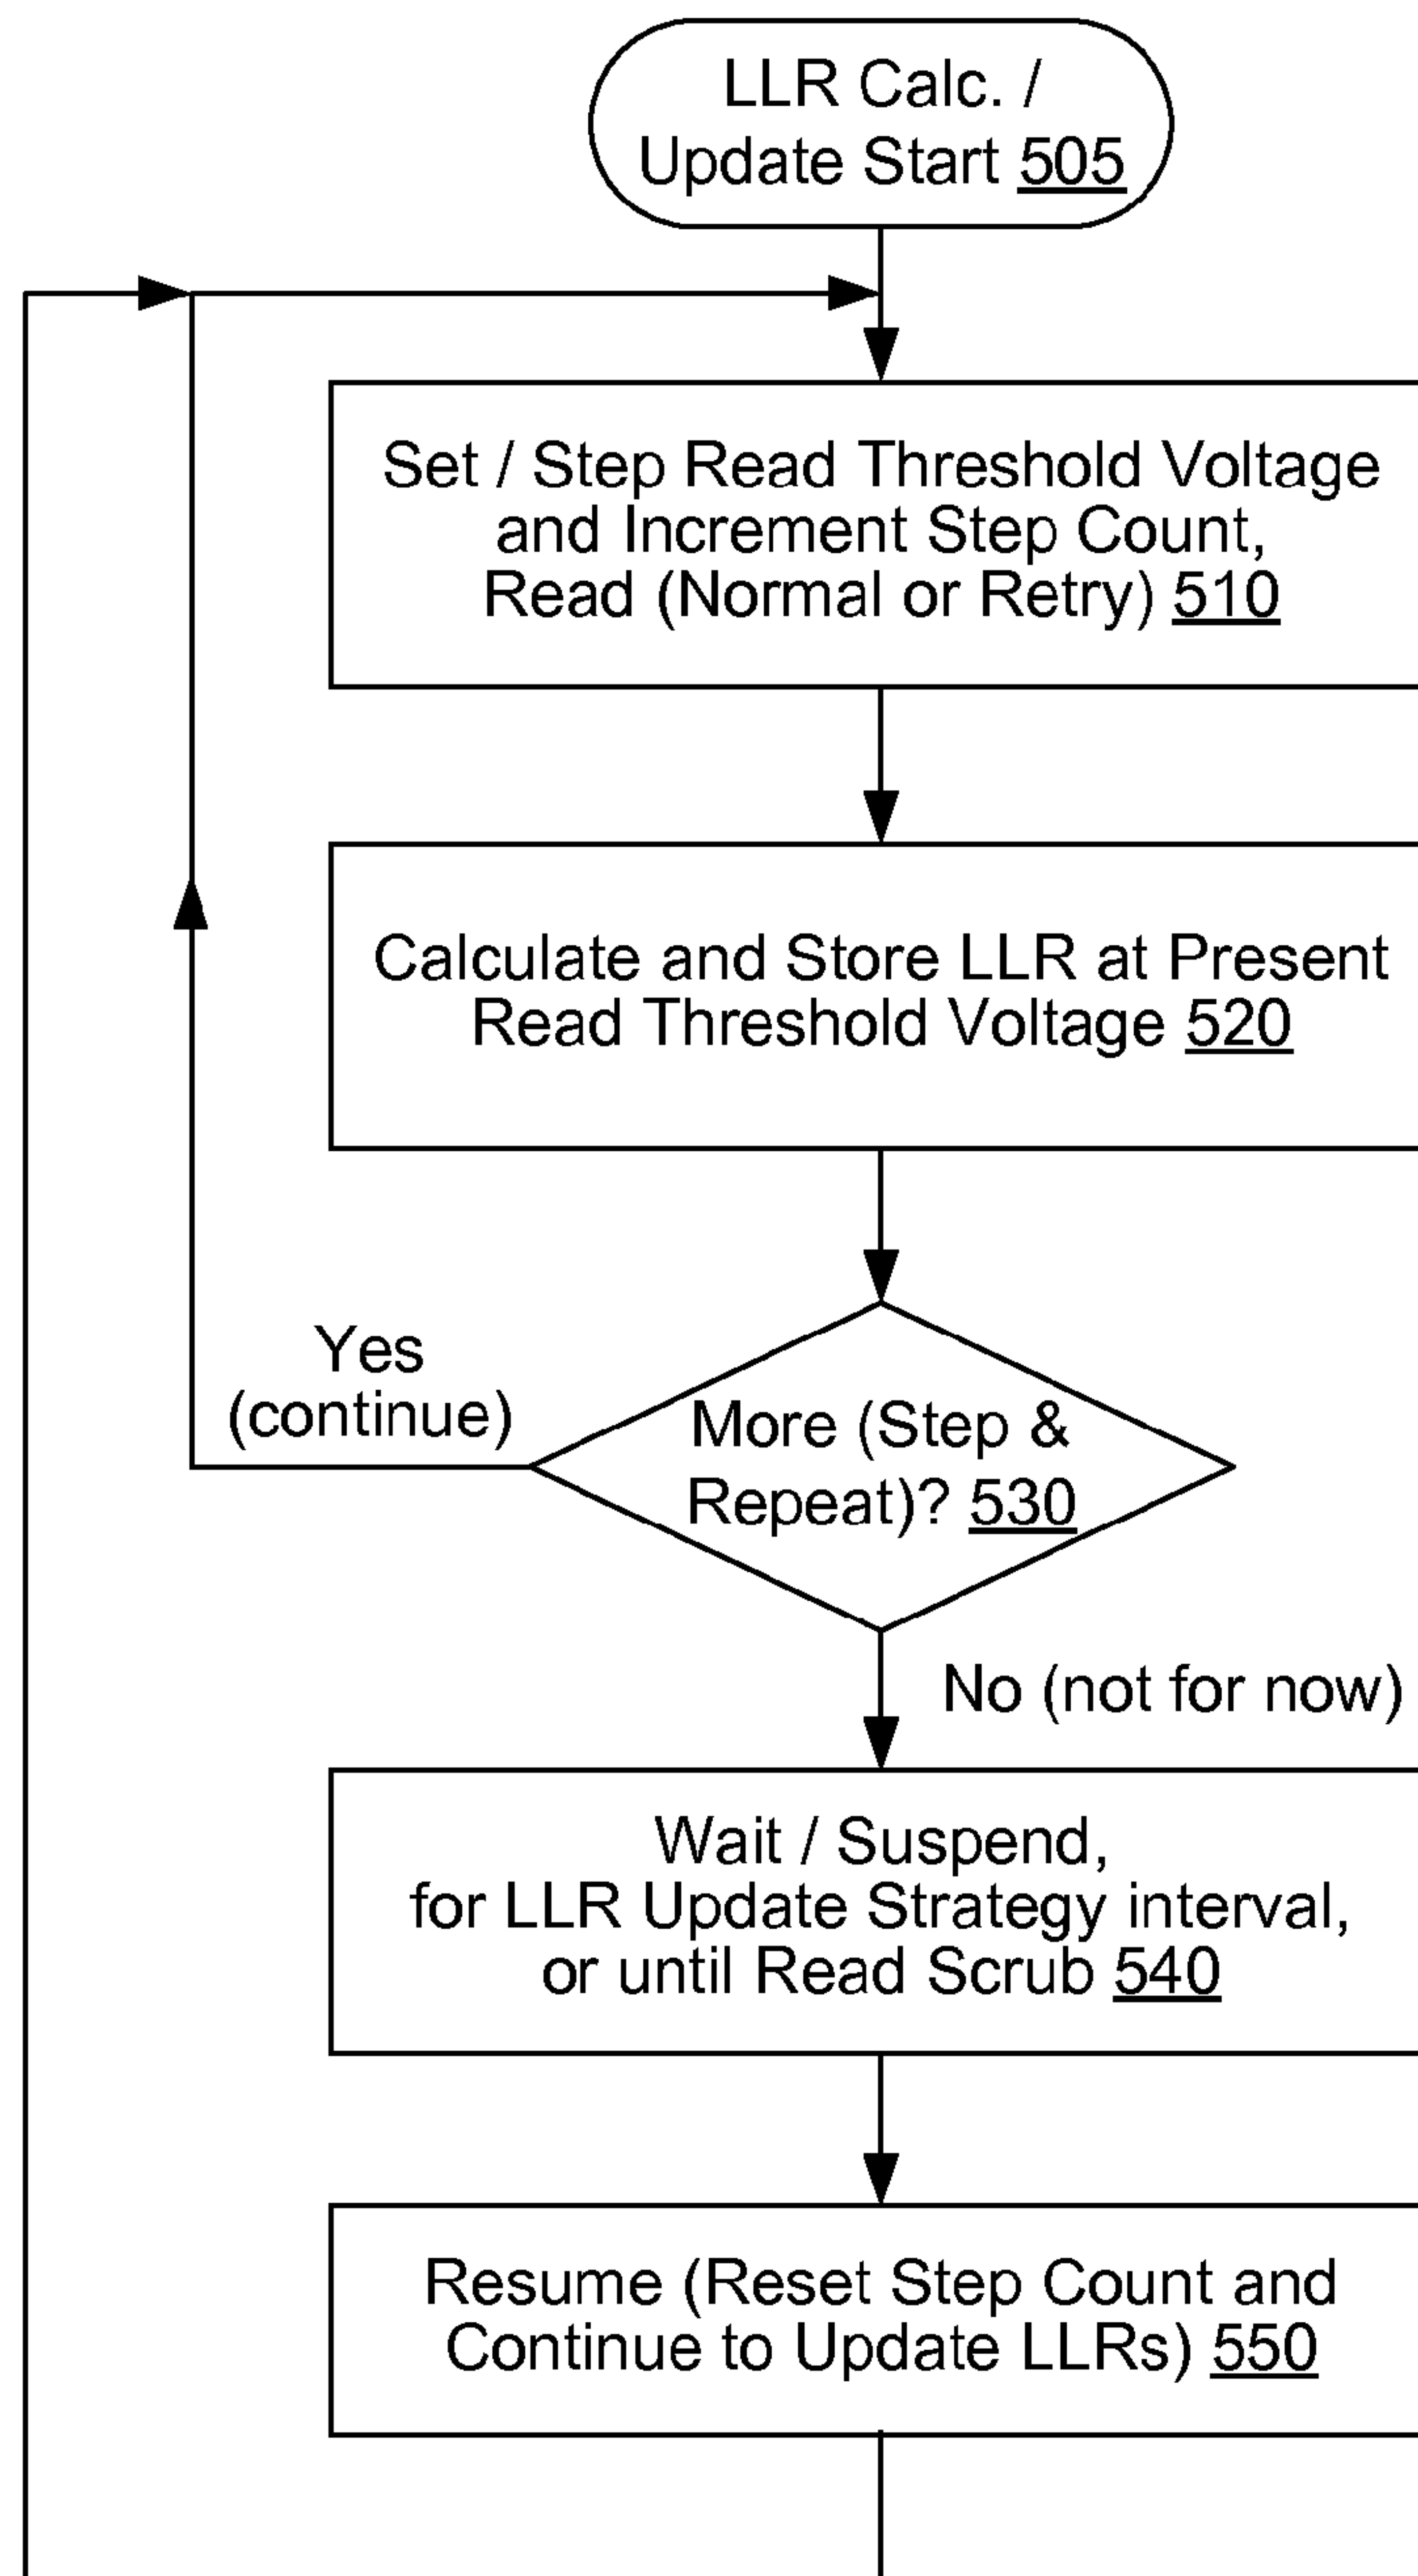 LLR Calc. /
Update Start 505
Set / Step Read Threshold Voltage
and Increment Step Count,
Read (Normal or Retry) 510
Calculate and Store LLR at Present
Read Threshold Voltage 520
Yes
(continue)
More (Step &
Repeat)? 530
No (not for now)
Wait / Suspend,
for LLR Update Strategy interval,
or until Read Scrub 540
Resume (Reset Step Count and
Continue to Update LLRs) 550